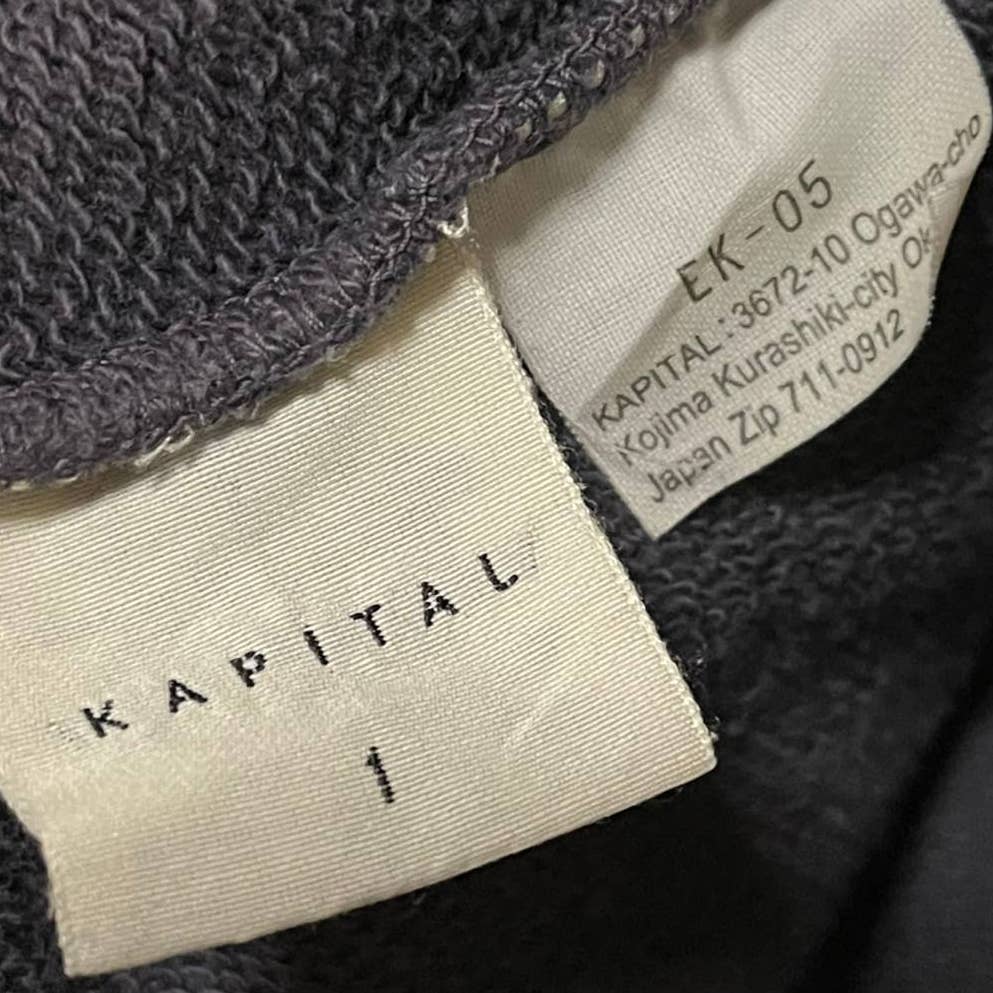 EK-05
KAPITAL:3672-10 Ogawa-cho
Kojima Kurashiki-city
Japan Zip 711-0912
KAPITAL
1